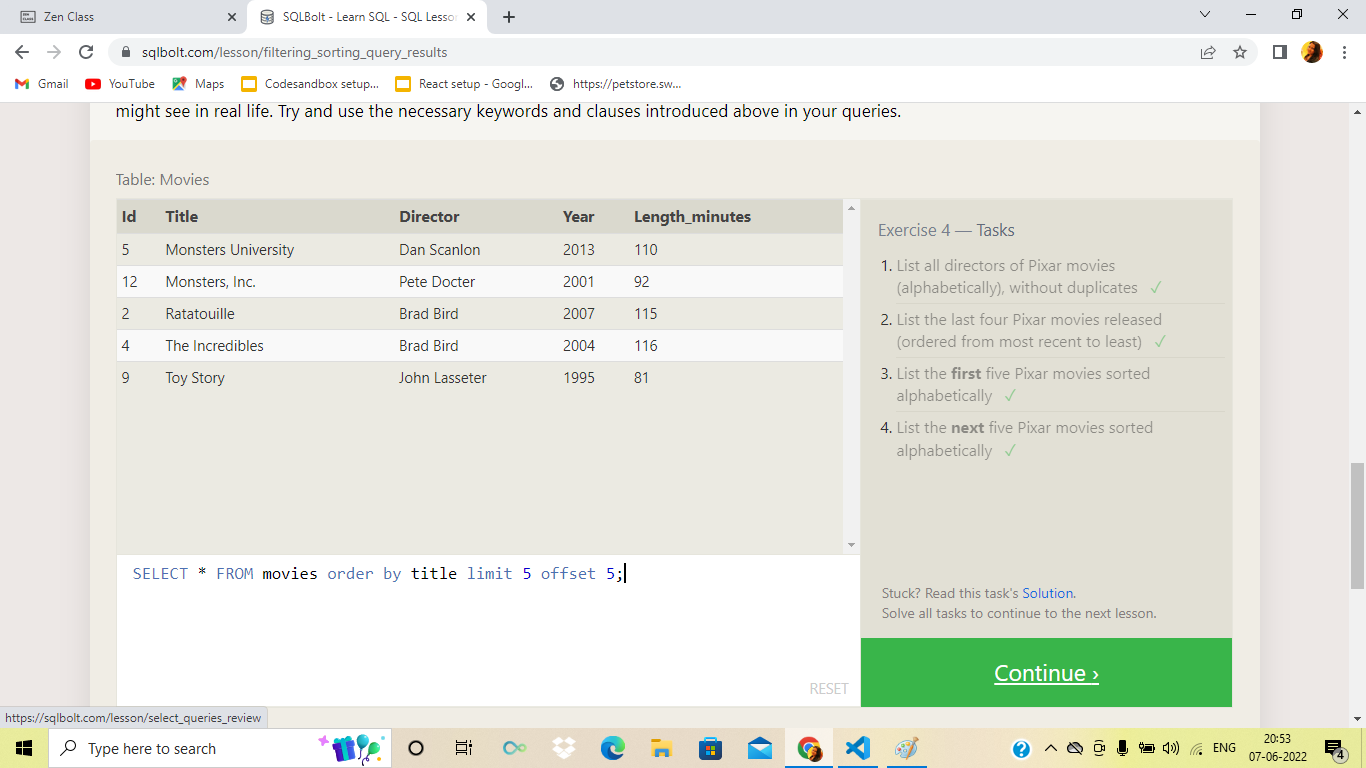 Zen Class
SQLBolt - Learn SQL - SQL Lesson
sqlbolt.com/lesson/filtering_sorting_query_results
Gmail YouTube Maps Codesandbox setup... React setup - Googl... https://petstore.sw...
might see in real life. Try and use the necessary keywords and clauses introduced above in your queries.
Table: Movies
Id Title Director Year Length_minutes
5 Monsters University Dan Scanlon 2013 110
12 Monsters, Inc. Pete Docter 2001 92
2 Ratatouille Brad Bird 2007 115
4 The Incredibles Brad Bird 2004 116
9 Toy Story John Lasseter 1995 81
SELECT * FROM movies order by title limit 5 offset 5;
RESET
Exercise 4 — Tasks
1. List all directors of Pixar movies
(alphabetically), without duplicates ✓
2. List the last four Pixar movies released
(ordered from most recent to least) ✓
3. List the first five Pixar movies sorted
alphabetically ✓
4. List the next five Pixar movies sorted
alphabetically ✓
Stuck? Read this task's Solution.
Solve all tasks to continue to the next lesson.
Continue ›
https://sqlbolt.com/lesson/select_queries_review
Type here to search
ENG
20:53
07-06-2022
4